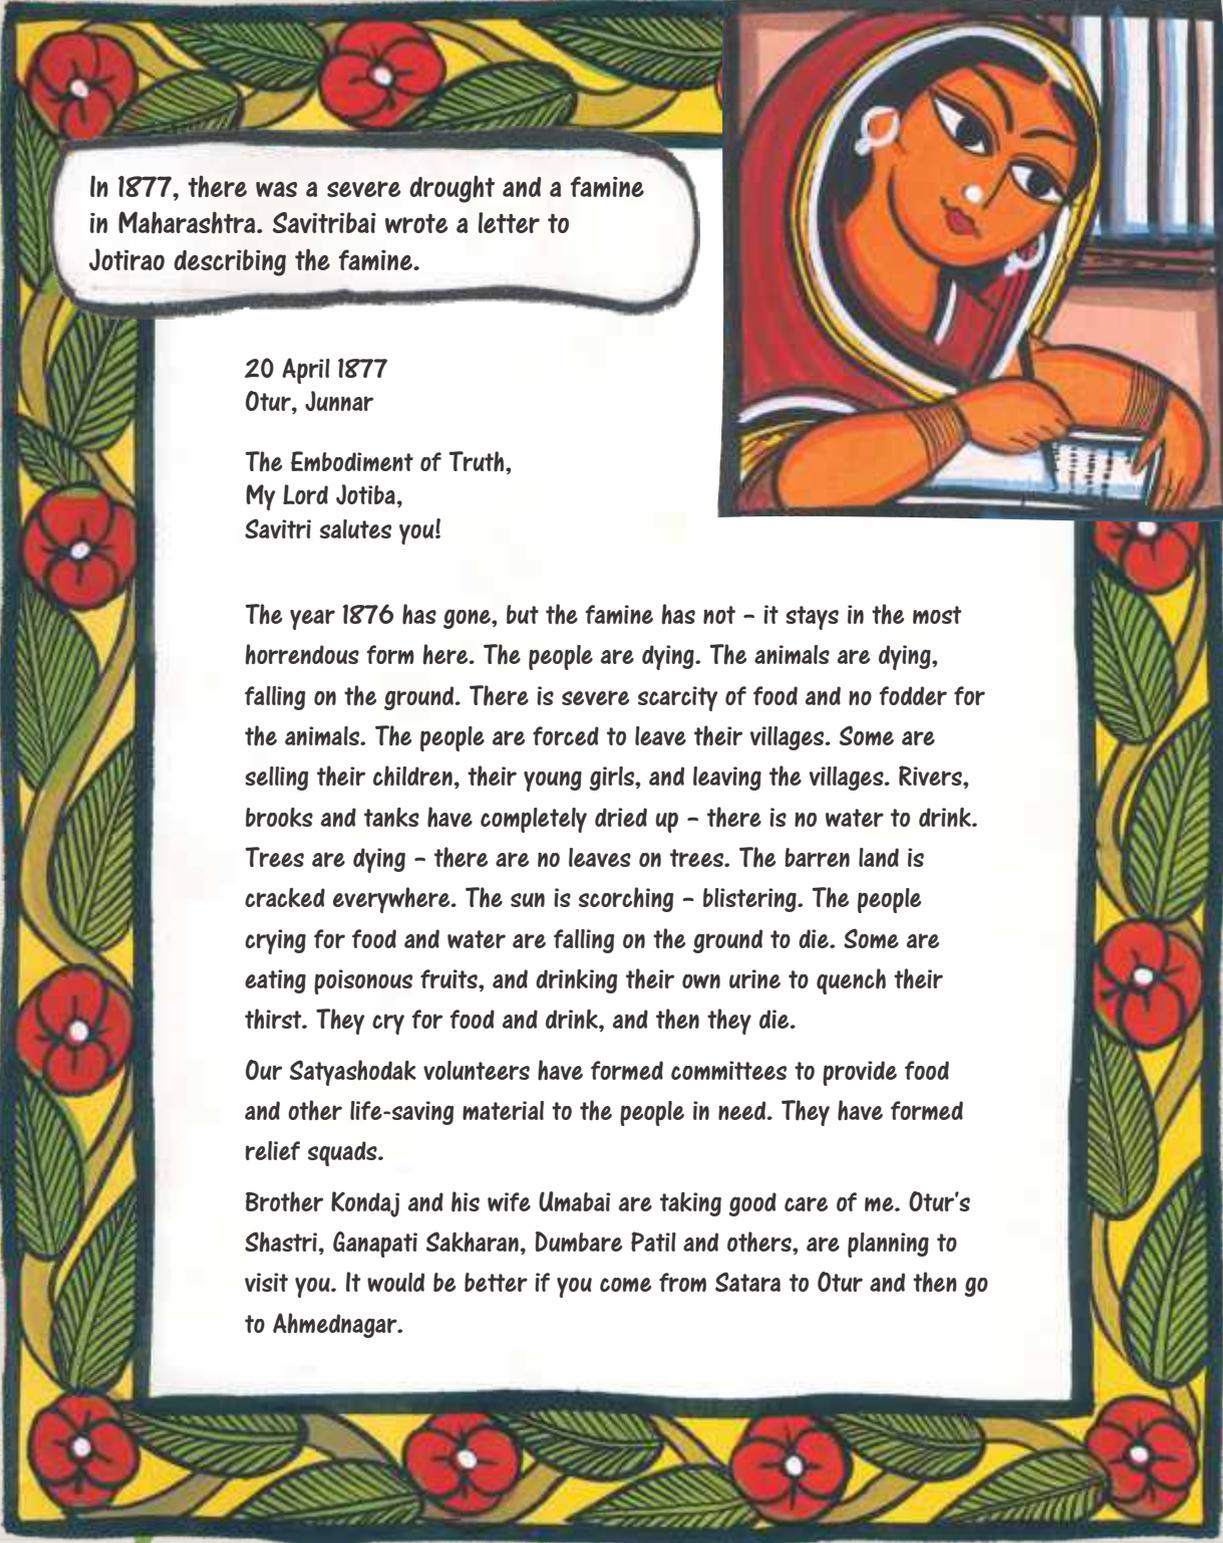 In 1877, there was a severe drought and a famine
in Maharashtra. Savitribai wrote a letter to
Jotirao describing the famine.
20 April 1877
Otur, Junnar
The Embodiment of Truth,
My Lord Jotiba,
Savitri salutes you!
The year 1876 has gone, but the famine has not – it stays in the most
horrendous form here. The people are dying. The animals are dying,
falling on the ground. There is severe scarcity of food and no fodder for
the animals. The people are forced to leave their villages. Some are
selling their children, their young girls, and leaving the villages. Rivers,
brooks and tanks have completely dried up – there is no water to drink.
Trees are dying – there are no leaves on trees. The barren land is
cracked everywhere. The sun is scorching – blistering. The people
crying for food and water are falling on the ground to die. Some are
eating poisonous fruits, and drinking their own urine to quench their
thirst. They cry for food and drink, and then they die.
Our Satyashodak volunteers have formed committees to provide food
and other life-saving material to the people in need. They have formed
relief squads.
Brother Kondaj and his wife Umabai are taking good care of me. Otur's
Shastri, Ganapati Sakharan, Dumbare Patil and others, are planning to
visit you. It would be better if you come from Satara to Otur and then go
to Ahmednagar.